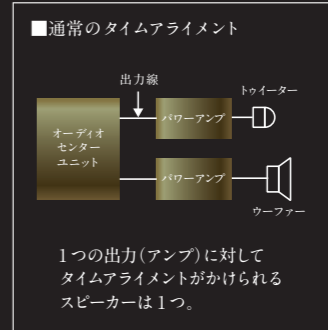 ■通常のタイムアライメント
出力線
トゥイーター
パワーアンプ
オーディオ
センター
ユニット
パワーアンプ
ウーファー
1つの出力(アンプ)に対して
タイムアライメントがかけられる
スピーカーは1つ。